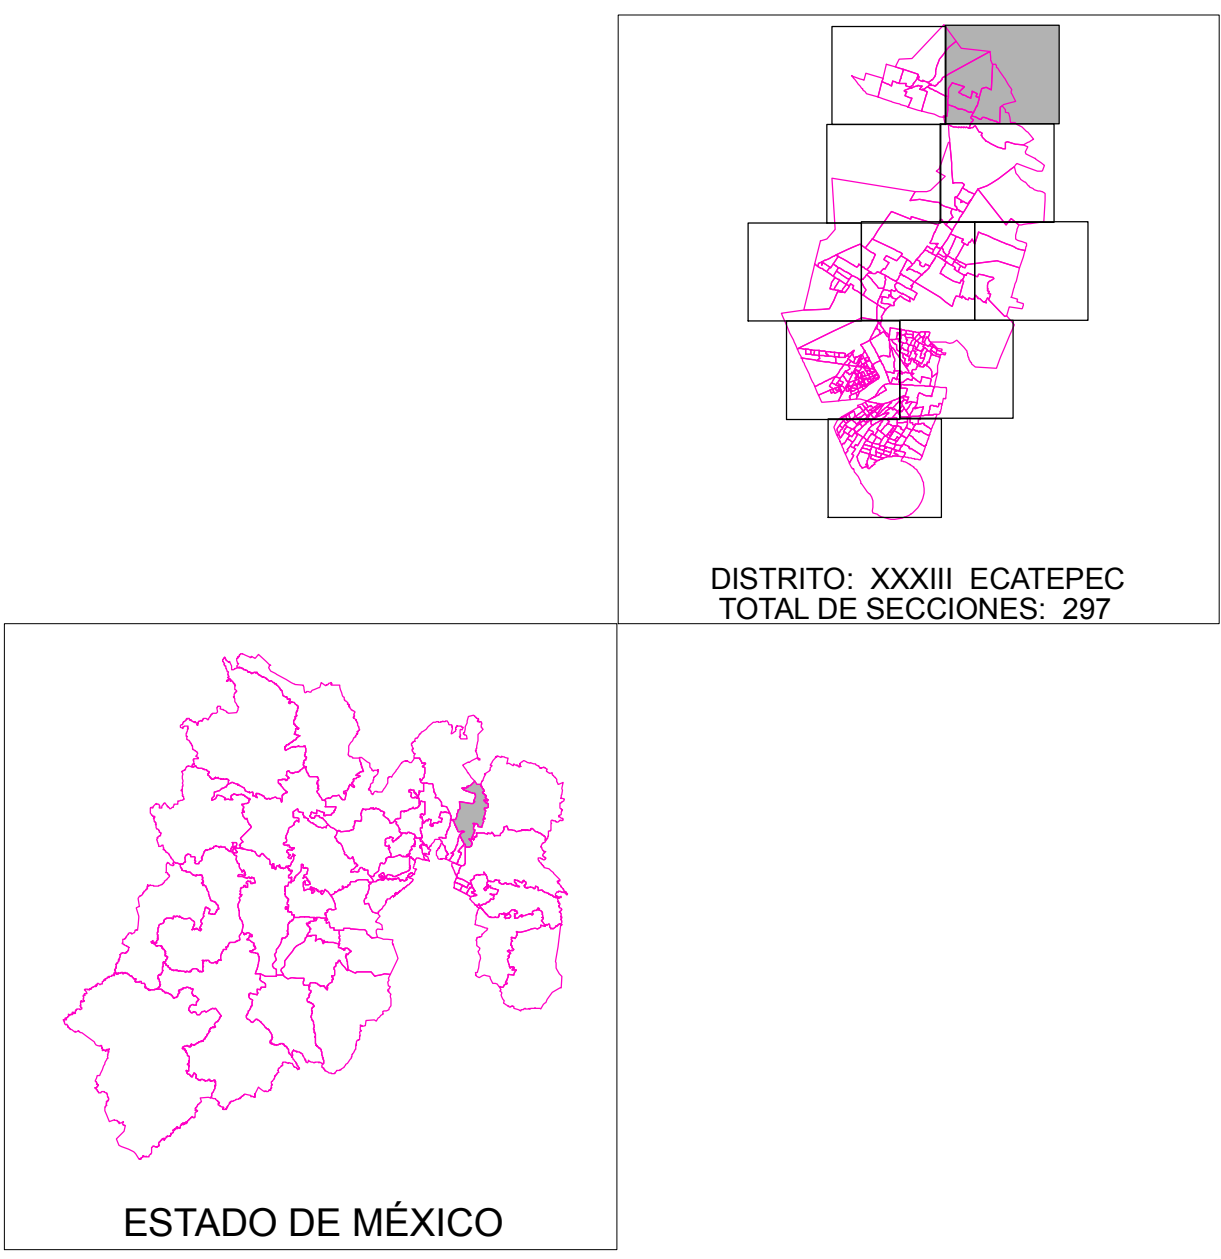 DISTRITO: XXXIII ECATEPEC
TOTAL DE SECCIONES: 297
ESTADO DE MÉXICO